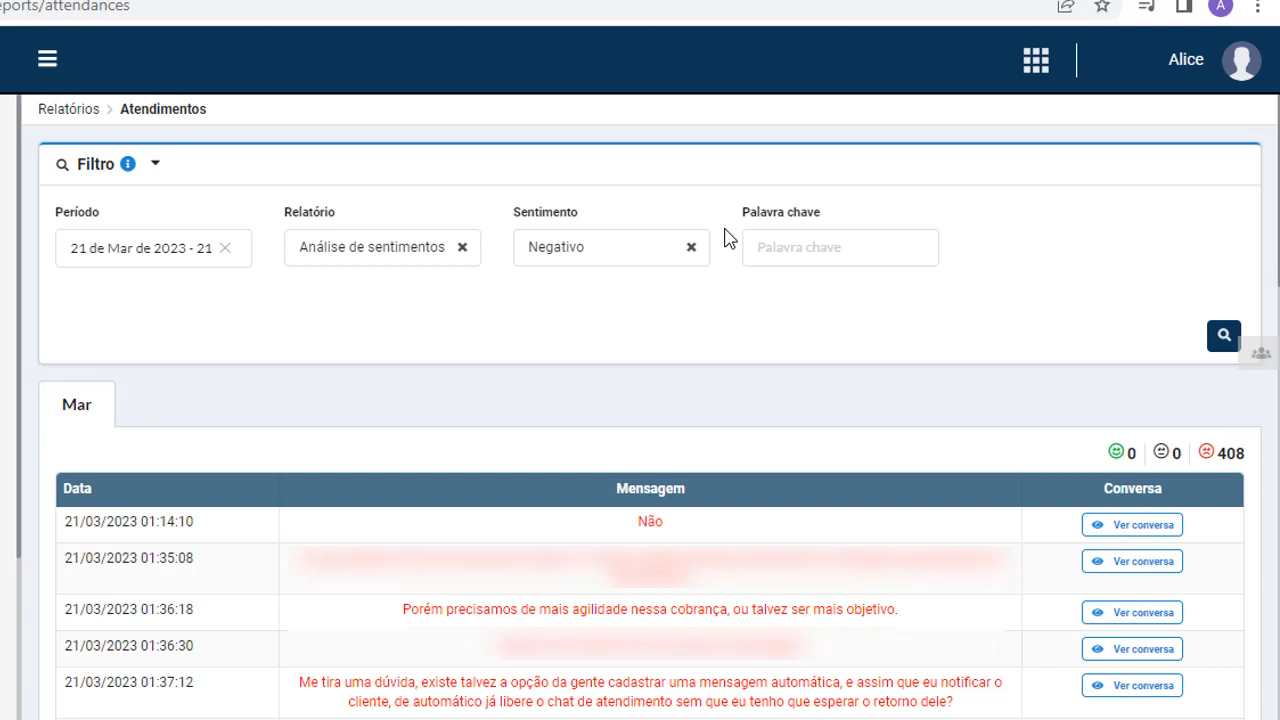 eports/attendances
A
Alice
Relatórios > Atendimentos
Filtro
Período
Relatório
Sentimento
Palavra chave
21 de Mar de 2023 - 21
Análise de sentimentos
Negativo
Palavra chave
Mar
0
0
408
Data
Mensagem
Conversa
21/03/2023 01:14:10
Não
Ver conversa
21/03/2023 01:35:08
Ver conversa
21/03/2023 01:36:18
Porém precisamos de mais agilidade nessa cobrança, ou talvez ser mais objetivo.
Ver conversa
21/03/2023 01:36:30
Ver conversa
21/03/2023 01:37:12
Me tira uma dúvida, existe talvez a opção da gente cadastrar uma mensagem automática, e assim que eu notificar o
cliente, de automático já libere o chat de atendimento sem que eu tenho que esperar o retorno dele?
Ver conversa